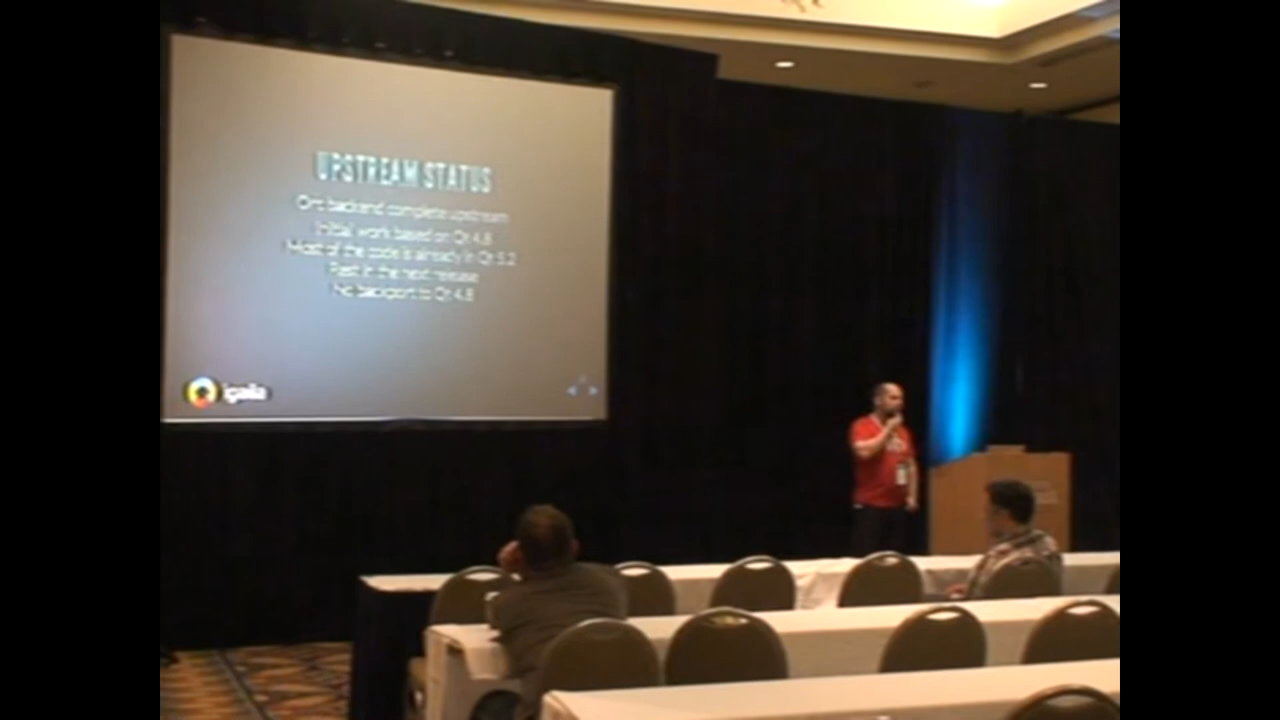 UPSTREAM STATUS
Orc backend complete upstream
Initial work based on Qt 4.8
Most of the code is already in Qt 5.2
Rest in the next release
No backport to Qt 4.8
igalia